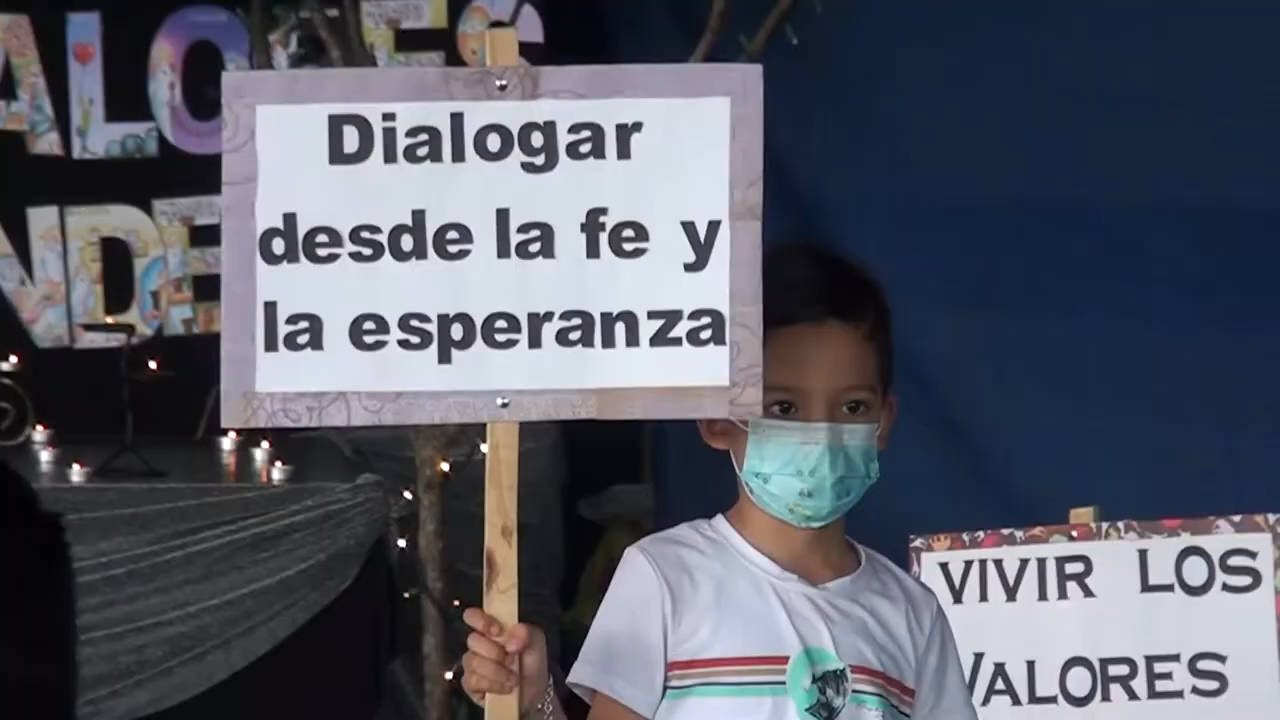 Dialogar
desde la fe y
la esperanza
VIVIR LOS
VALORES